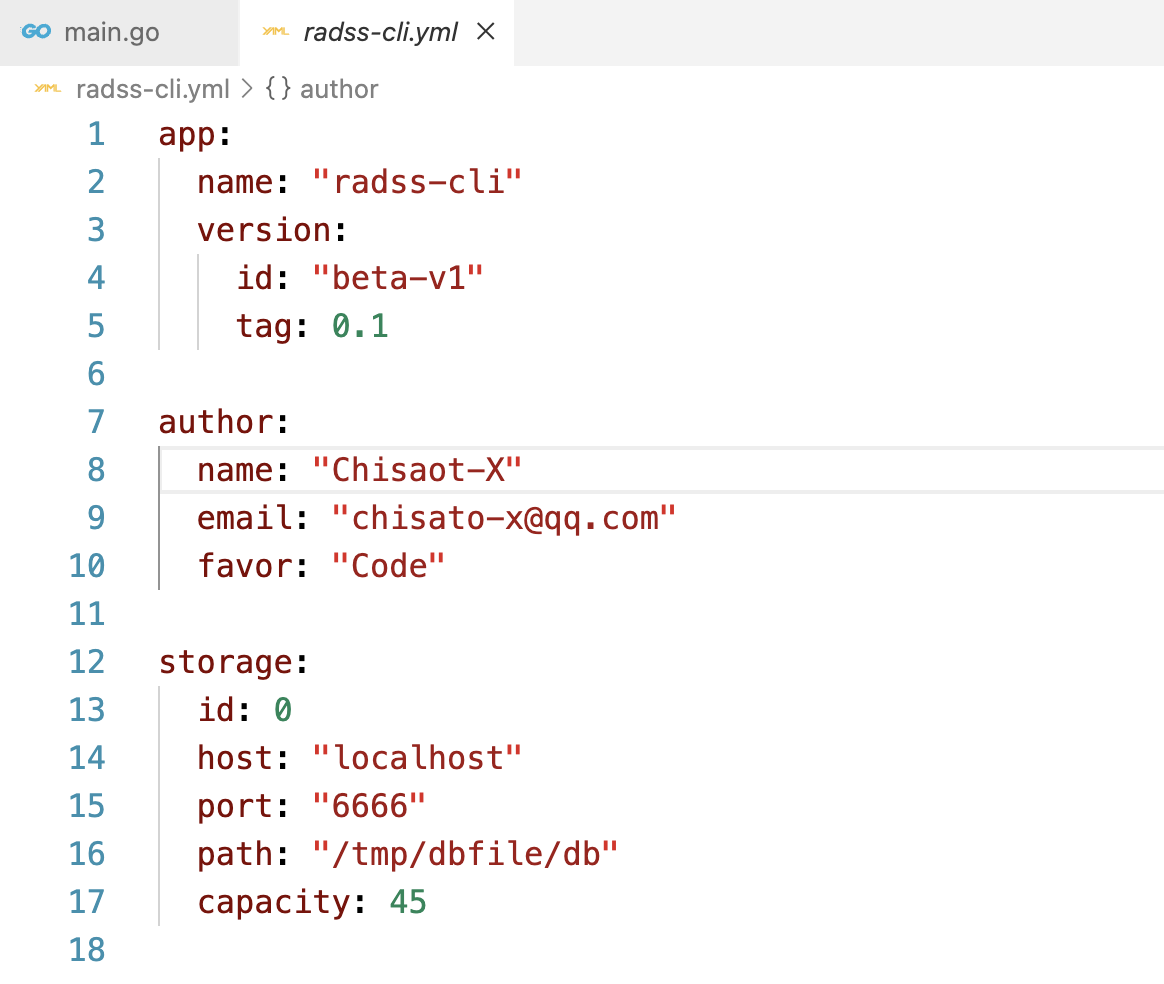 GO main.go YAML radss-cli.yml ×
YAML radss-cli.yml > {} author
1 app:
2   name: "radss-cli"
3   version:
4     id: "beta-v1"
5     tag: 0.1
6
7 author:
8   name: "Chisaot-X"
9   email: "chisato-x@qq.com"
10   favor: "Code"
11
12 storage:
13   id: 0
14   host: "localhost"
15   port: "6666"
16   path: "/tmp/dbfile/db"
17   capacity: 45
18